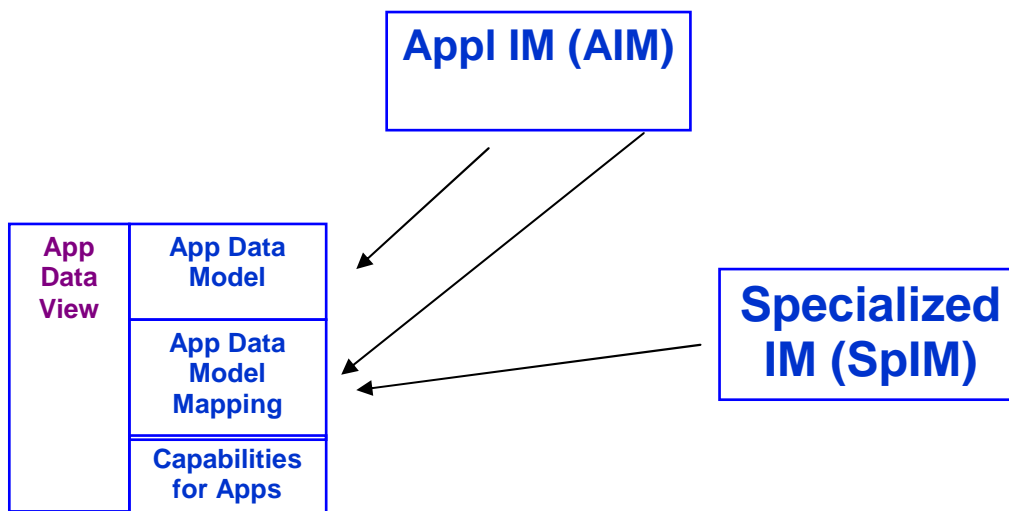 Appl IM (AIM)
App
Data
View
App Data
Model
App Data
Model
Mapping
Capabilities
for Apps
Specialized
IM (SpIM)